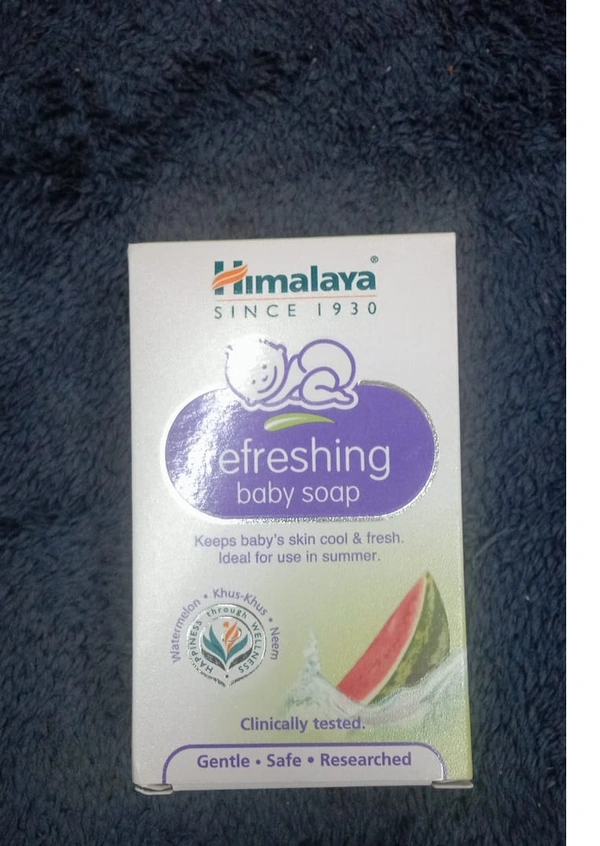 Himalaya®
SINCE 1930
refreshing
baby soap
Keeps baby's skin cool & fresh.
Ideal for use in summer.
Watermelon • Khus-Khus • Neem
HAPPINESS through WELLNESS
Clinically tested.
Gentle • Safe • Researched